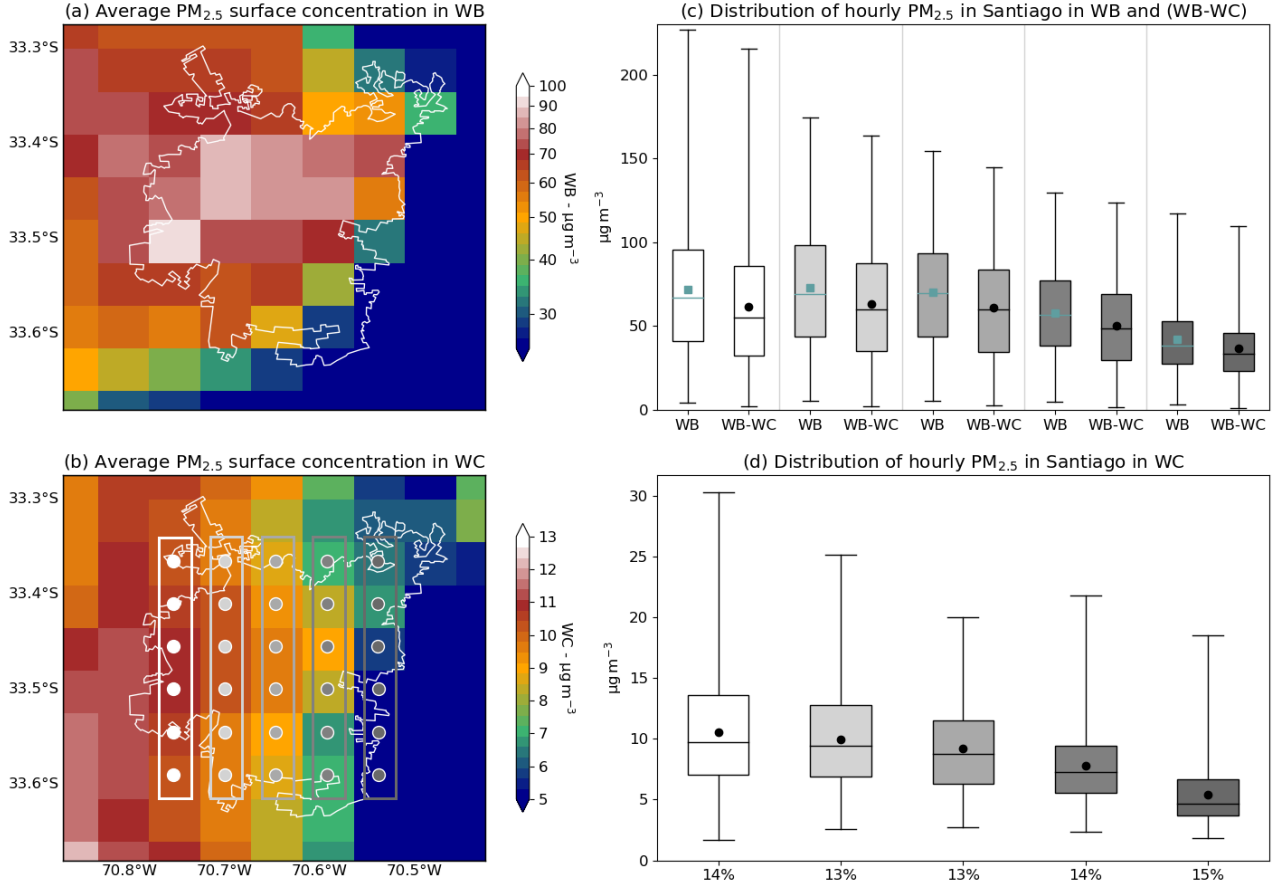 (a) Average PM₂.₅ surface concentration in WB
33.3°S
33.4°S
33.5°S
33.6°S
100
90
80
70
60
50
40
30
WB - µg m⁻³
(c) Distribution of hourly PM₂.₅ in Santiago in WB and (WB-WC)
200
150
100
50
0
µg m⁻³
WB WB-WC WB WB-WC WB WB-WC WB WB-WC WB WB-WC
(b) Average PM₂.₅ surface concentration in WC
33.3°S
33.4°S
33.5°S
33.6°S
70.8°W 70.7°W 70.6°W 70.5°W
13
12
11
10
9
8
7
6
5
WC - µg m⁻³
(d) Distribution of hourly PM₂.₅ in Santiago in WC
30
25
20
15
10
5
0
µg m⁻³
14% 13% 13% 14% 15%